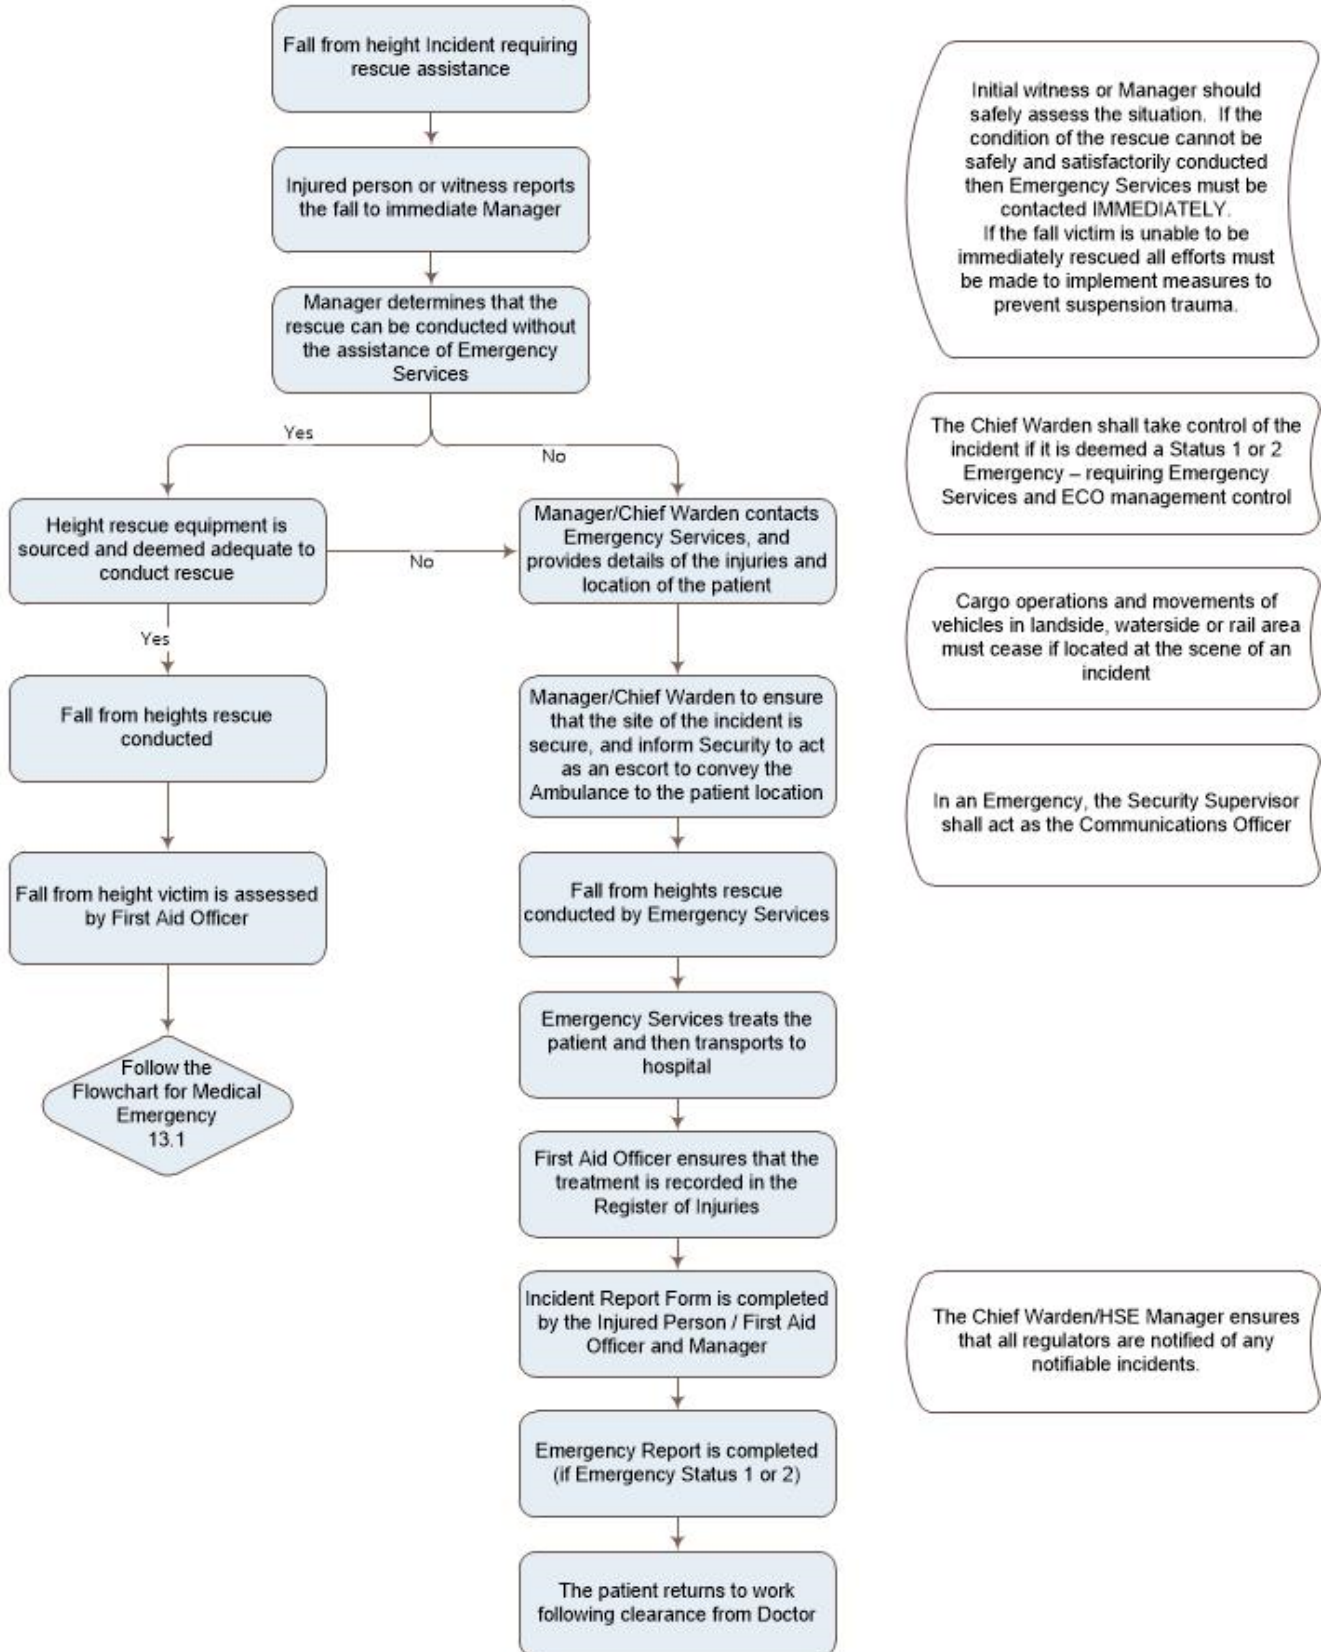 Fall from height Incident requiring
rescue assistance
Injured person or witness reports
the fall to immediate Manager
Manager determines that the
rescue can be conducted without
the assistance of Emergency
Services
Yes
No
Height rescue equipment is
sourced and deemed adequate to
conduct rescue
No
Yes
Fall from heights rescue
conducted
Fall from height victim is assessed
by First Aid Officer
Follow the
Flowchart for Medical
Emergency
13.1
Manager/Chief Warden contacts
Emergency Services, and
provides details of the injuries and
location of the patient
Manager/Chief Warden to ensure
that the site of the incident is
secure, and inform Security to act
as an escort to convey the
Ambulance to the patient location
Fall from heights rescue
conducted by Emergency Services
Emergency Services treats the
patient and then transports to
hospital
First Aid Officer ensures that the
treatment is recorded in the
Register of Injuries
Incident Report Form is completed
by the Injured Person / First Aid
Officer and Manager
Emergency Report is completed
(if Emergency Status 1 or 2)
The patient returns to work
following clearance from Doctor
Initial witness or Manager should
safely assess the situation.  If the
condition of the rescue cannot be
safely and satisfactorily conducted
then Emergency Services must be
contacted IMMEDIATELY.
If the fall victim is unable to be
immediately rescued all efforts must
be made to implement measures to
prevent suspension trauma.
The Chief Warden shall take control of the
incident if it is deemed a Status 1 or 2
Emergency – requiring Emergency
Services and ECO management control
Cargo operations and movements of
vehicles in landside, waterside or rail area
must cease if located at the scene of an
incident
In an Emergency, the Security Supervisor
shall act as the Communications Officer
The Chief Warden/HSE Manager ensures
that all regulators are notified of any
notifiable incidents.